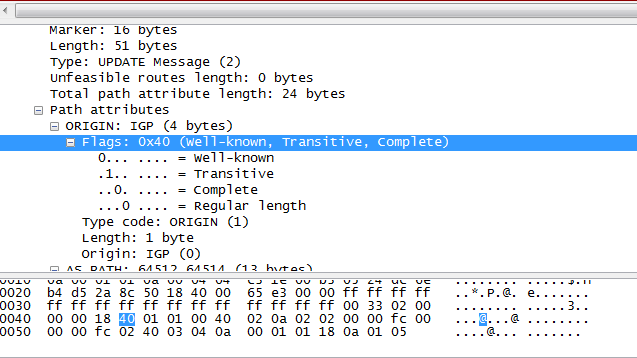 Marker: 16 bytes
Length: 51 bytes
Type: UPDATE Message (2)
Unfeasible routes length: 0 bytes
Total path attribute length: 24 bytes
Path attributes
ORIGIN: IGP (4 bytes)
Flags: 0x40 (Well-known, Transitive, Complete)
0... .... = Well-known
.1.. .... = Transitive
..0. .... = Complete
...0 .... = Regular length
Type code: ORIGIN (1)
Length: 1 byte
Origin: IGP (0)
AS_PATH: 64512 64514 (13 bytes)
0020 b4 d5 2a 8c 50 18 40 00 65 e3 00 00 ff ff ff ff ..*.P.@. e.......
0030 ff ff ff ff ff ff ff ff ff ff ff ff 00 33 02 00 ........ .....3..
0040 00 00 18 40 01 01 00 40 02 0a 02 02 00 00 fc 00 ...@...@ ........
0050 00 00 fc 02 40 03 04 0a 00 01 01 18 0a 01 05 ....@... .......